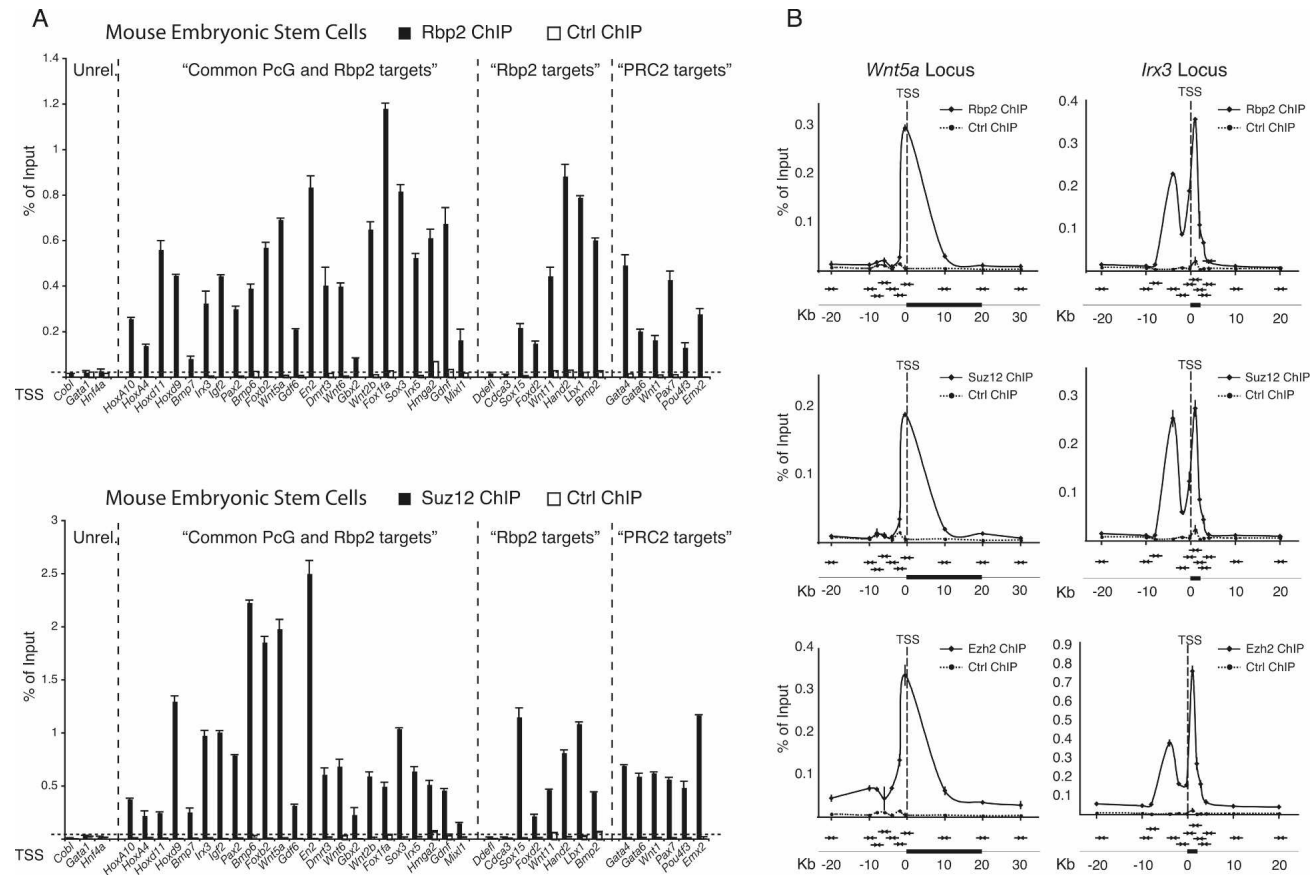 A
Mouse Embryonic Stem Cells ■ Rbp2 ChIP □ Ctrl ChIP
Unrel. “Common PcG and Rbp2 targets” “Rbp2 targets” “PRC2 targets”
% of Input
1.4
1.2
1
0.8
0.6
0.4
0.2
TSS
Cobl Gata1 Hnf4a HoxA10 HoxA4 Hoxd11 Hoxd9 Bmp7 Irx3 Igf2 Pax2 Bmp6 Foxb2 Wnt5a Gdf6 En2 Dmrt3 Wnt6 Gbx2 Wnt2b Fox1fa Sox3 Irx5 Hmga2 Gdnf Mixl1 Ddefl Cdca3 Sox15 Foxd2 Wnt11 Hand2 Lbx1 Bmp2 Gata4 Gata6 Wnt1 Pax7 Pou4f3 Emx2
Mouse Embryonic Stem Cells ■ Suz12 ChIP □ Ctrl ChIP
Unrel. “Common PcG and Rbp2 targets” “Rbp2 targets” “PRC2 targets”
% of Input
3
2.5
2
1.5
1
0.5
TSS
Cobl Gata1 Hnf4a HoxA10 HoxA4 Hoxd11 Hoxd9 Bmp7 Irx3 Igf2 Pax2 Bmp6 Foxb2 Wnt5a Gdf6 En2 Dmrt3 Wnt6 Gbx2 Wnt2b Fox1fa Sox3 Irx5 Hmga2 Gdnf Mixl1 Ddefl Cdca3 Sox15 Foxd2 Wnt11 Hand2 Lbx1 Bmp2 Gata4 Gata6 Wnt1 Pax7 Pou4f3 Emx2
B
Wnt5a Locus
TSS
Rbp2 ChIP
Ctrl ChIP
% of Input
0.3
0.2
0.1
Kb -20 -10 0 10 20 30
Irx3 Locus
TSS
Rbp2 ChIP
Ctrl ChIP
0.4
0.3
0.2
0.1
Kb -20 -10 0 10 20
TSS
Suz12 ChIP
Ctrl ChIP
% of Input
0.2
0.1
Kb -20 -10 0 10 20 30
TSS
Suz12 ChIP
Ctrl ChIP
0.3
0.2
0.1
Kb -20 -10 0 10 20
TSS
Ezh2 ChIP
Ctrl ChIP
% of Input
0.4
0.3
0.2
0.1
Kb -20 -10 0 10 20 30
TSS
Ezh2 ChIP
Ctrl ChIP
0.9
0.8
0.7
0.6
0.5
0.4
0.3
0.2
0.1
Kb -20 -10 0 10 20